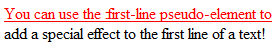 You can use the :first-line pseudo-element to
add a special effect to the first line of a text!